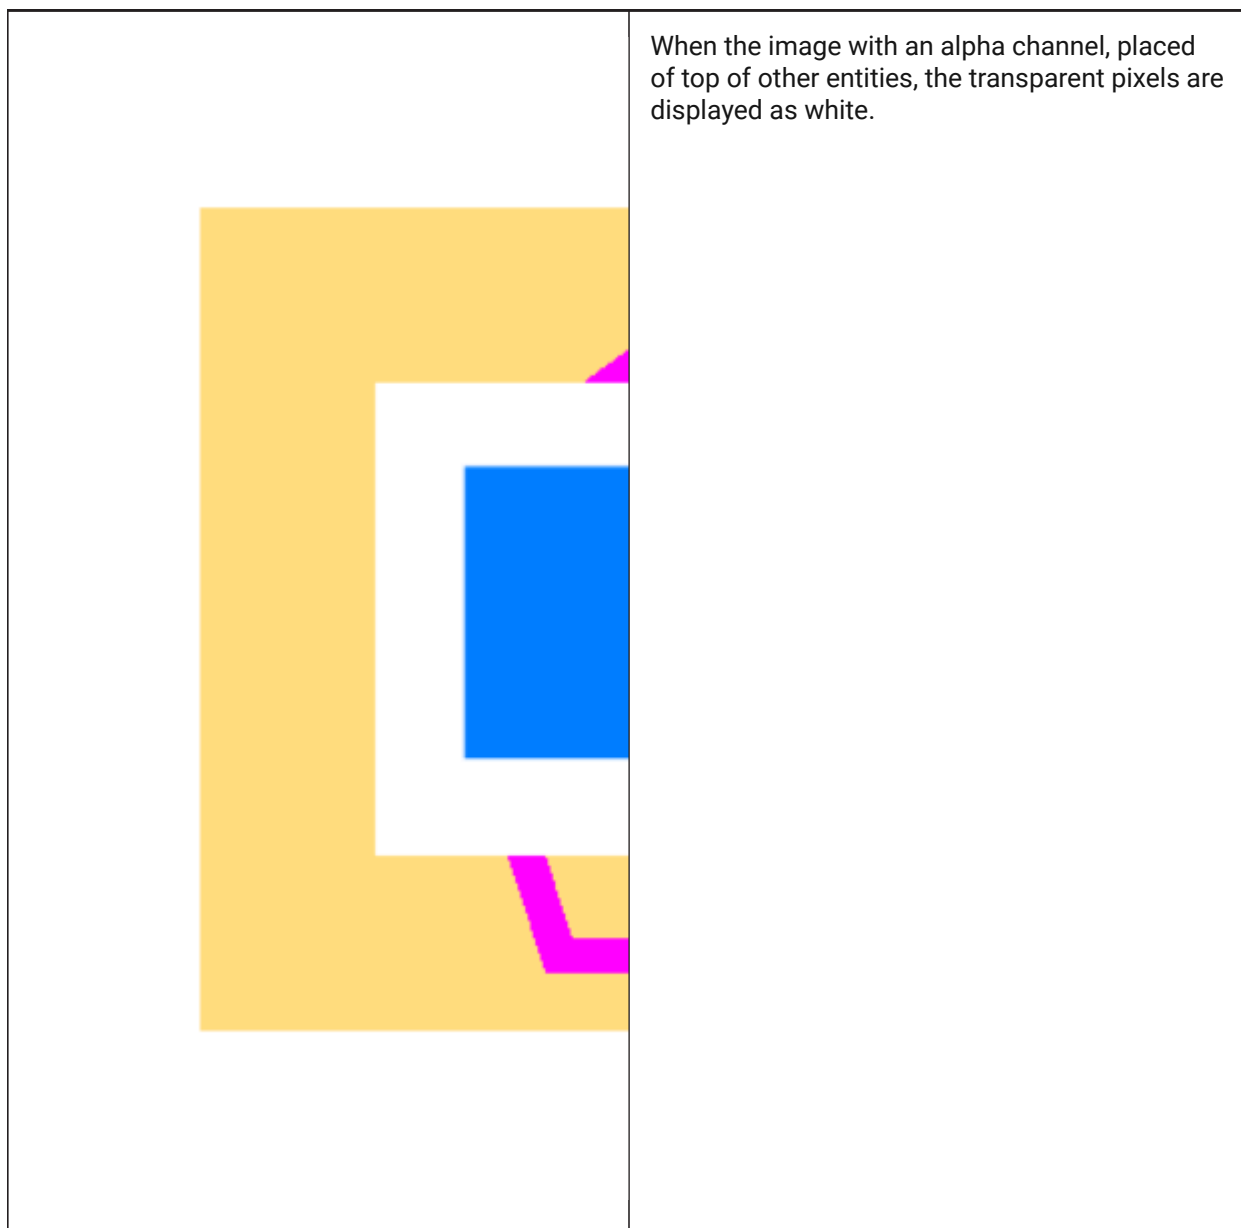 When the image with an alpha channel, placed
of top of other entities, the transparent pixels are
displayed as white.